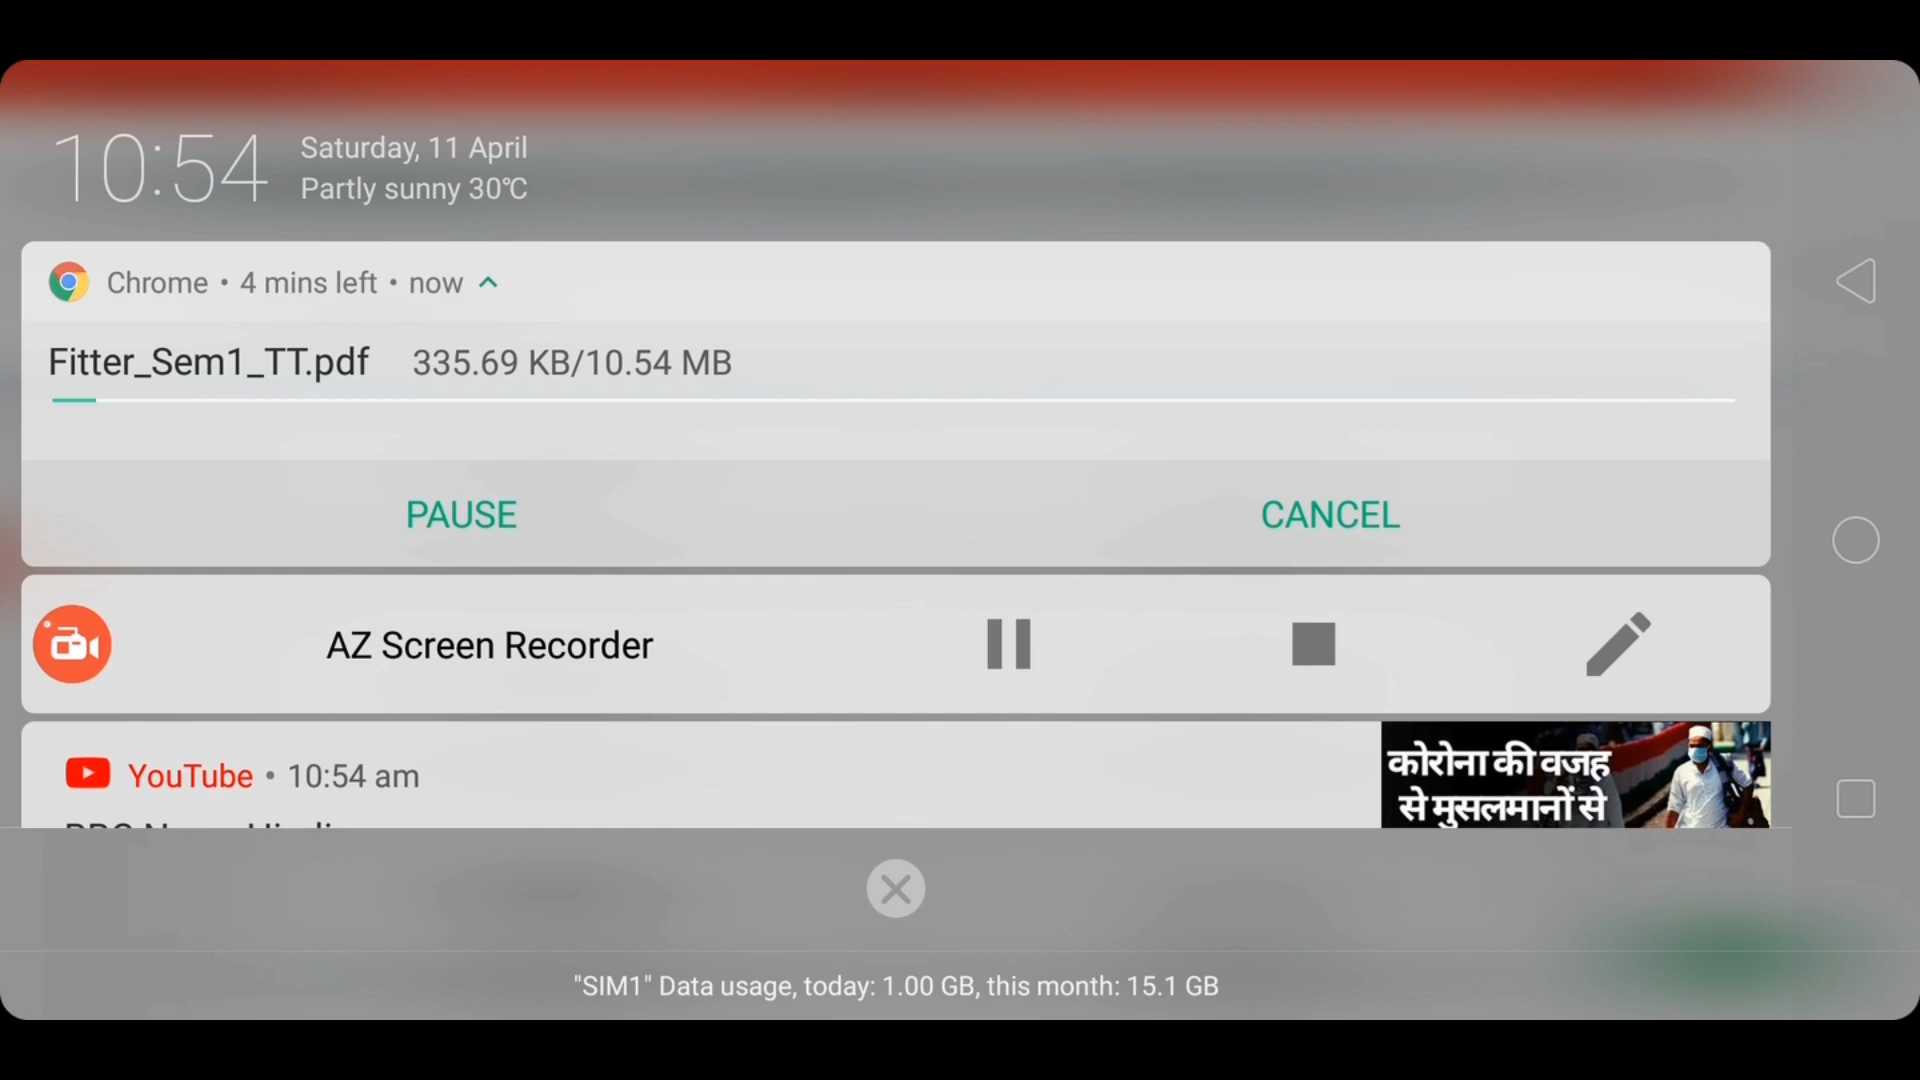 10:54
Saturday, 11 April
Partly sunny 30℃
Chrome • 4 mins left • now
Fitter_Sem1_TT.pdf 335.69 KB/10.54 MB
PAUSE CANCEL
AZ Screen Recorder
YouTube • 10:54 am
कोरोना की वजह
से मुसलमानों से
"SIM1" Data usage, today: 1.00 GB, this month: 15.1 GB